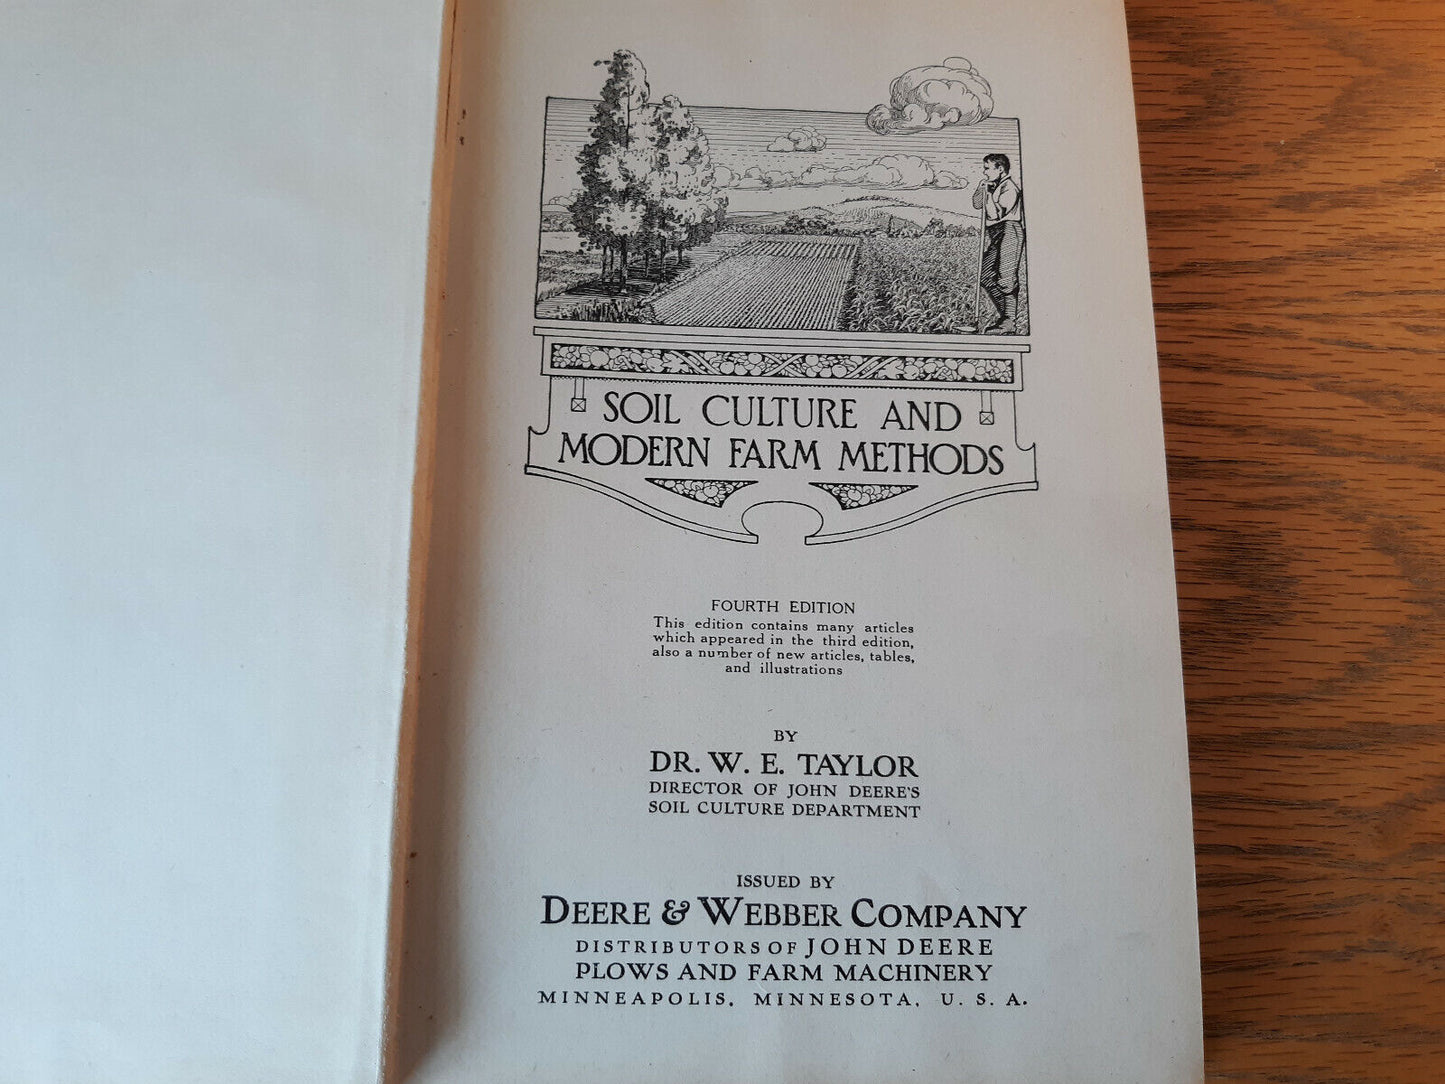 SOIL CULTURE AND
MODERN FARM METHODS
FOURTH EDITION
This edition contains many articles
which appeared in the third edition,
also a number of new articles, tables,
and illustrations
BY
DR. W. E. TAYLOR
DIRECTOR OF JOHN DEERE'S
SOIL CULTURE DEPARTMENT
ISSUED BY
DEERE & WEBBER COMPANY
DISTRIBUTORS OF JOHN DEERE
PLOWS AND FARM MACHINERY
MINNEAPOLIS, MINNESOTA, U. S. A.